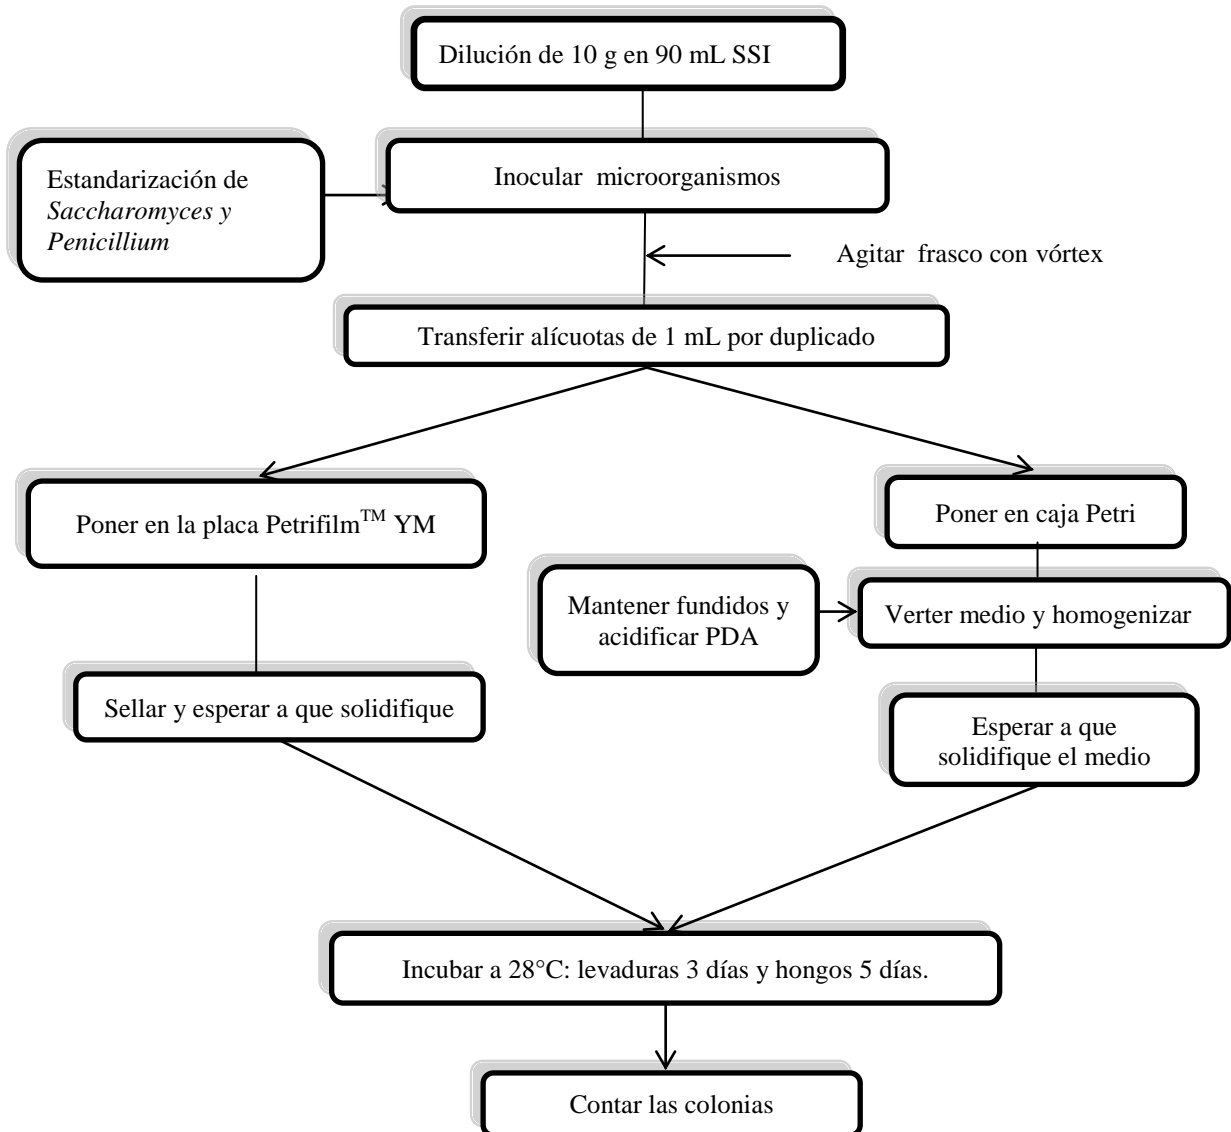 Dilución de 10 g en 90 mL SSI
Estandarización de
Saccharomyces y
Penicillium
Inocular microorganismos
Agitar frasco con vórtex
Transferir alícuotas de 1 mL por duplicado
Poner en la placa Petrifilm™ YM
Poner en caja Petri
Mantener fundidos y
acidificar PDA
Verter medio y homogenizar
Sellar y esperar a que solidifique
Esperar a que
solidifique el medio
Incubar a 28°C: levaduras 3 días y hongos 5 días.
Contar las colonias